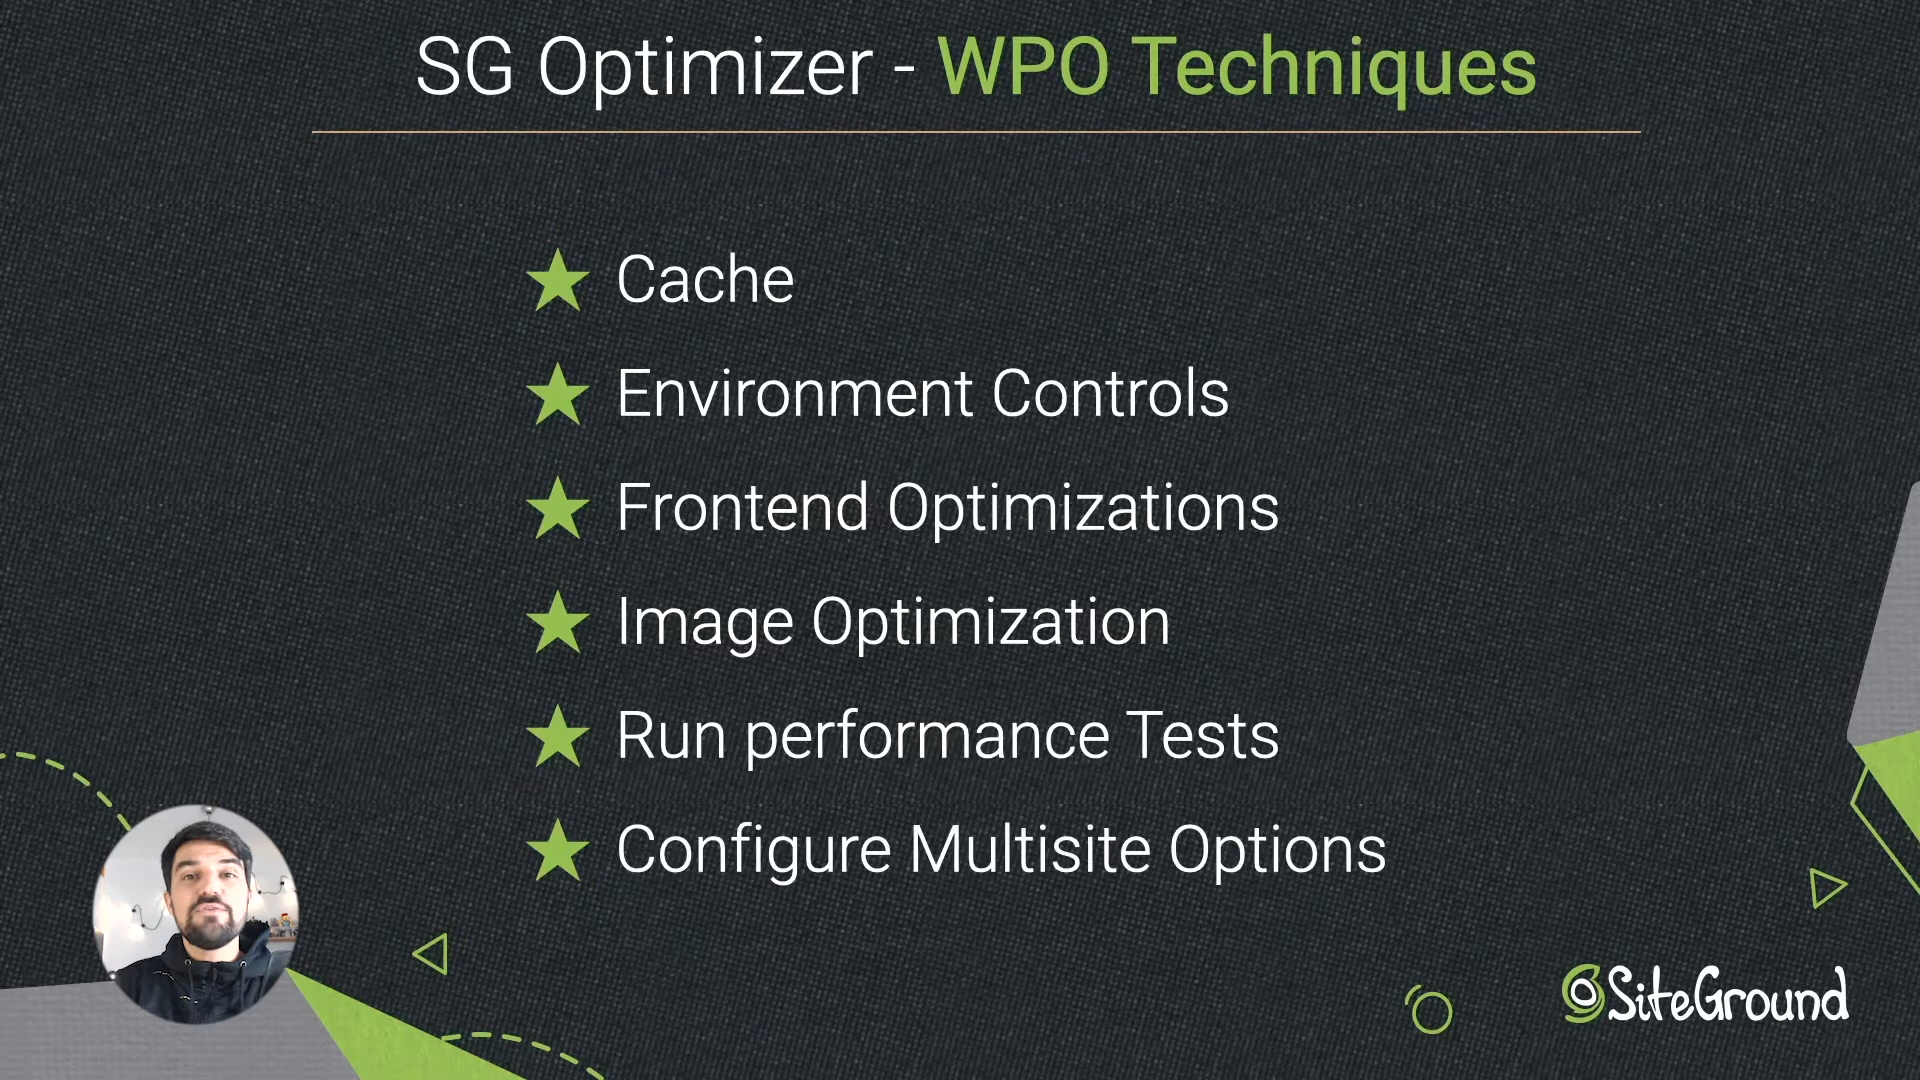 SG Optimizer - WPO Techniques
Cache
Environment Controls
Frontend Optimizations
Image Optimization
Run performance Tests
Configure Multisite Options
SiteGround